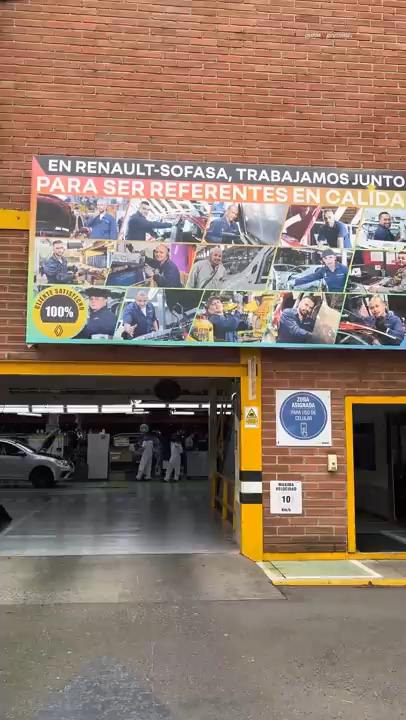 EN RENAULT-SOFASA, TRABAJAMOS JUNTO
PARA SER REFERENTES EN CALIDA
CLIENTE SATISFECHO
100%
ZONA
ASIGNADA
PARA USO DE
CELULAR
MAXIMA
VELOCIDAD
10
Km/h